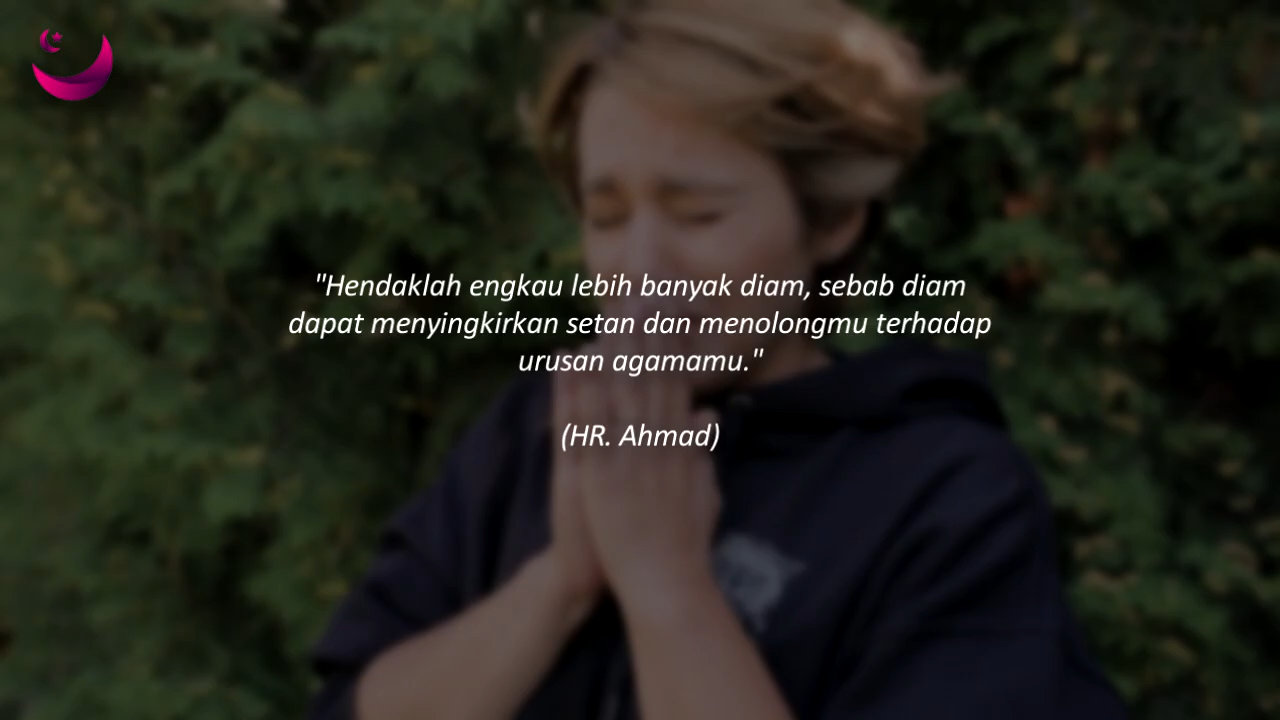 "Hendaklah engkau lebih banyak diam, sebab diam
dapat menyingkirkan setan dan menolongmu terhadap
urusan agamamu."
(HR. Ahmad)